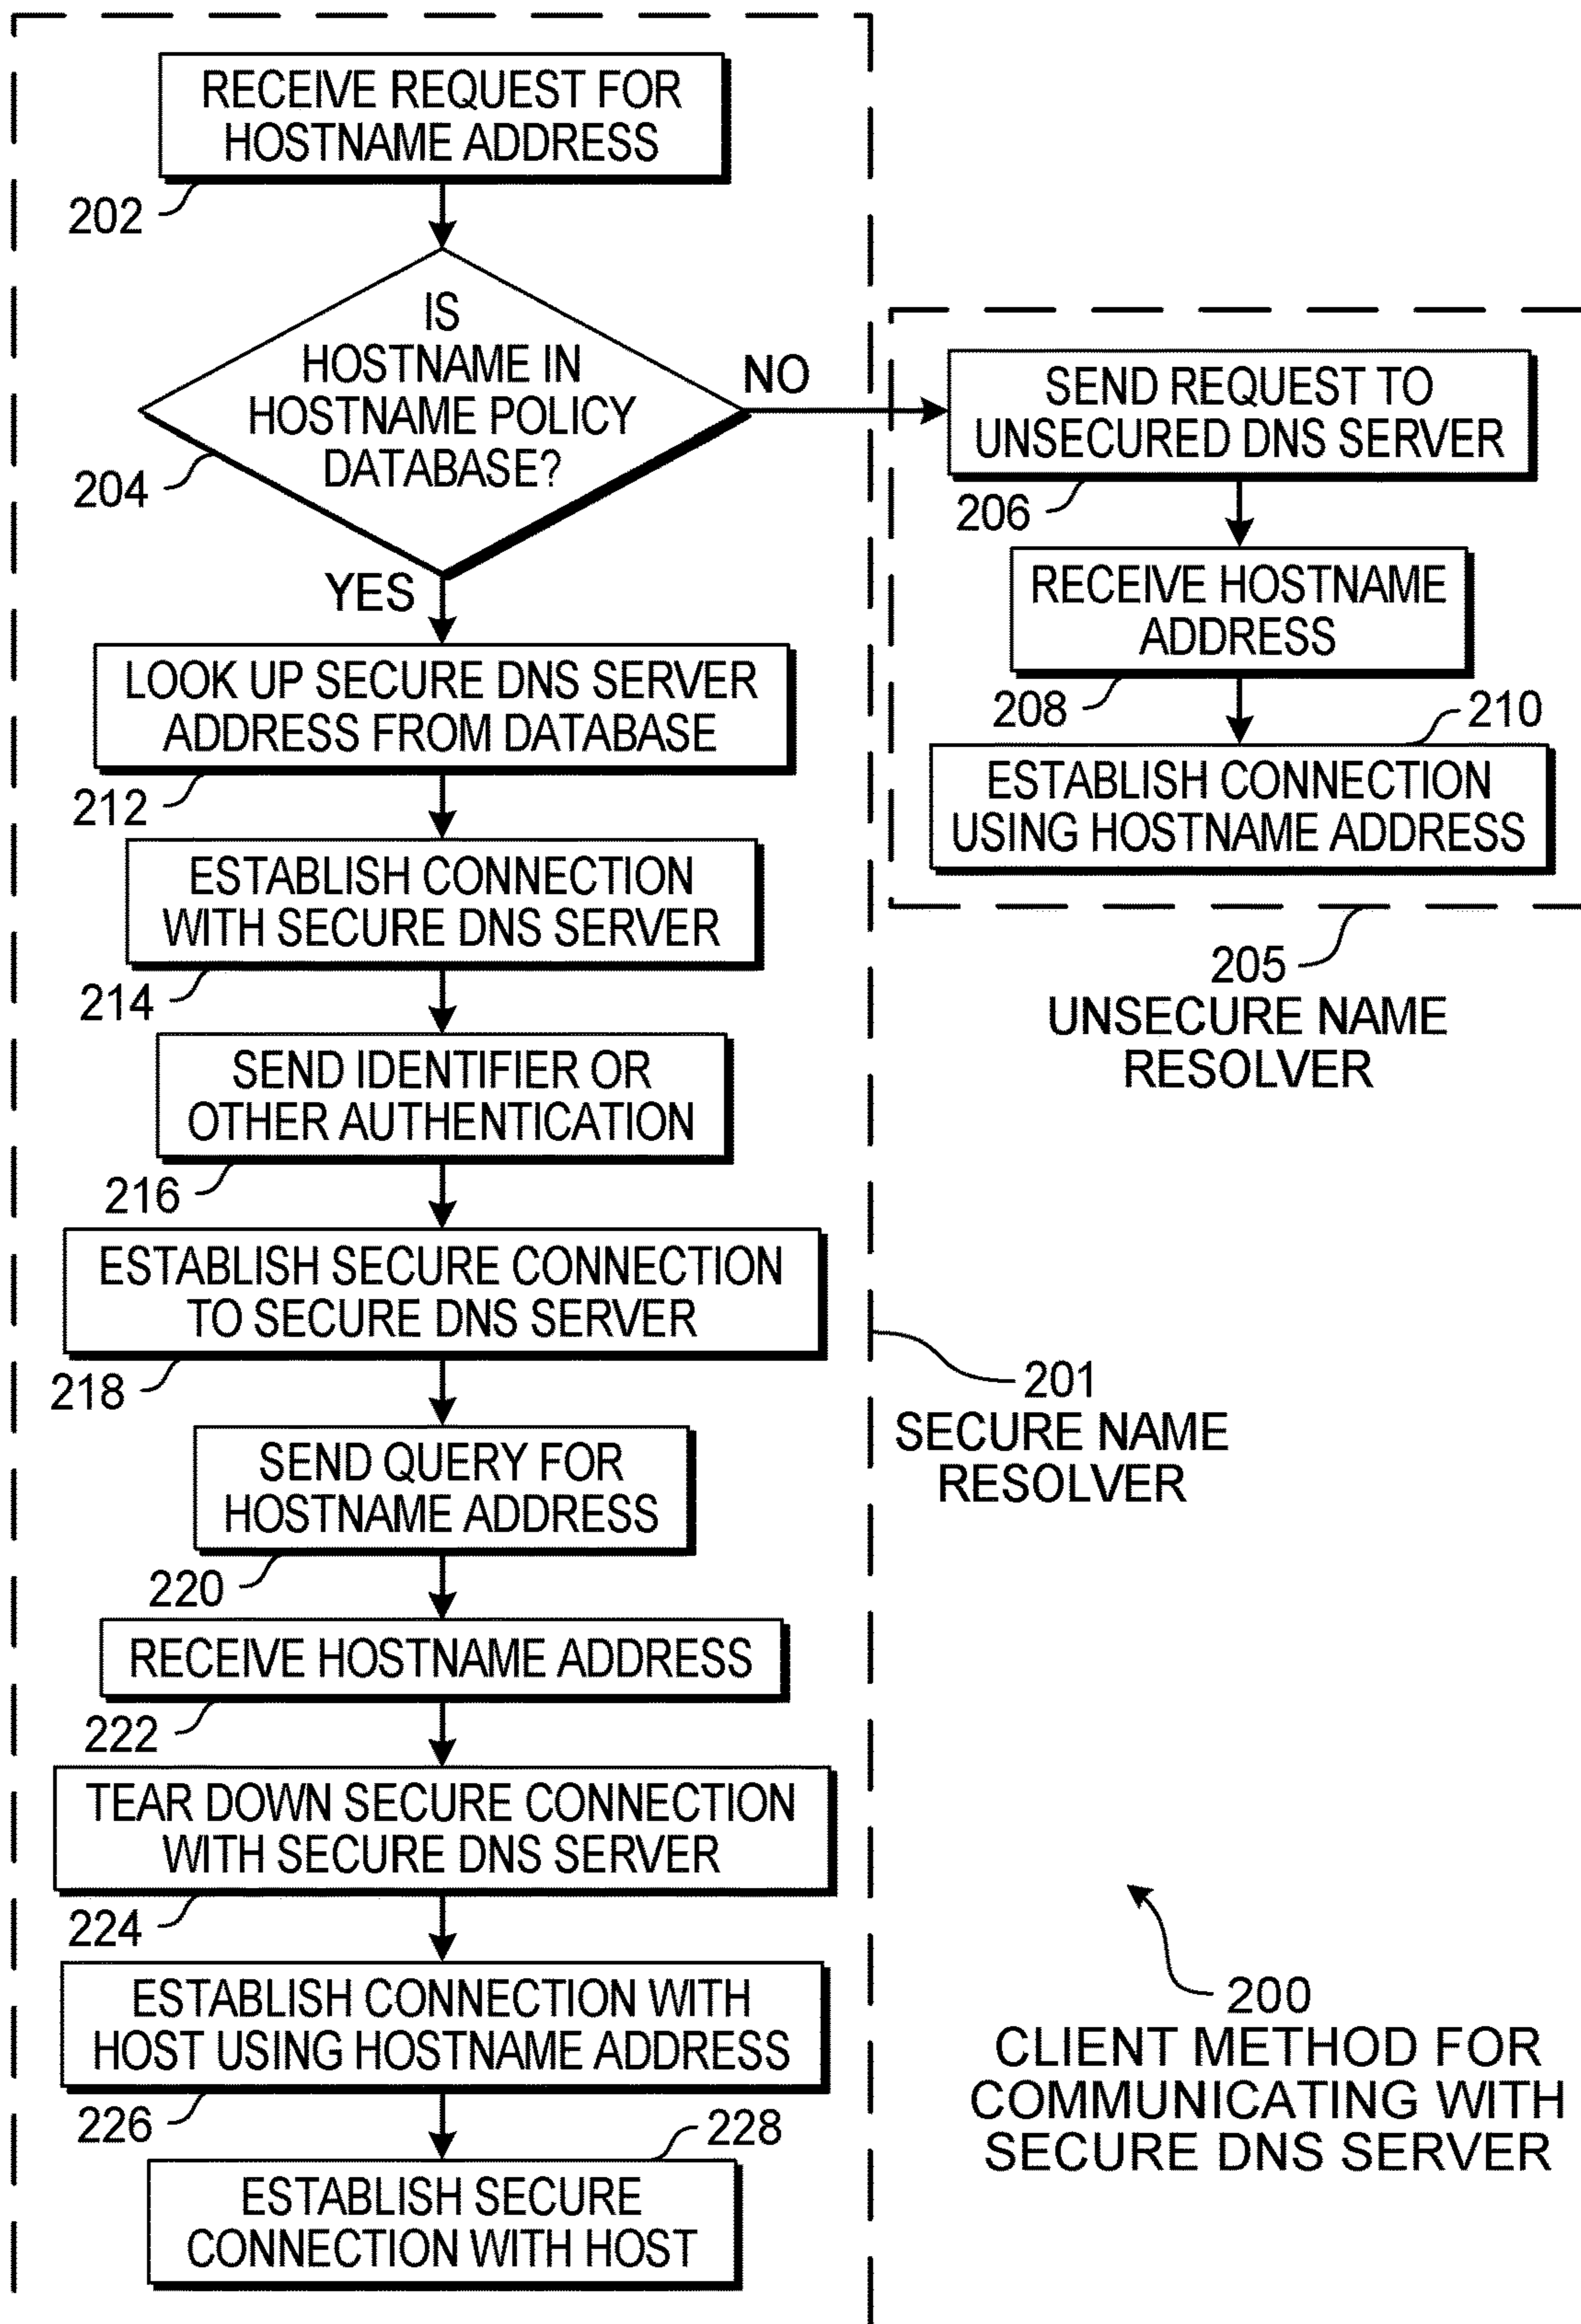 RECEIVE REQUEST FOR
HOSTNAME ADDRESS
202
IS
HOSTNAME IN
HOSTNAME POLICY
DATABASE?
204
NO
YES
SEND REQUEST TO
UNSECURED DNS SERVER
206
RECEIVE HOSTNAME
ADDRESS
208
210
ESTABLISH CONNECTION
USING HOSTNAME ADDRESS
205
UNSECURE NAME
RESOLVER
LOOK UP SECURE DNS SERVER
ADDRESS FROM DATABASE
212
ESTABLISH CONNECTION
WITH SECURE DNS SERVER
214
SEND IDENTIFIER OR
OTHER AUTHENTICATION
216
ESTABLISH SECURE CONNECTION
TO SECURE DNS SERVER
218
201
SECURE NAME
RESOLVER
SEND QUERY FOR
HOSTNAME ADDRESS
220
RECEIVE HOSTNAME ADDRESS
222
TEAR DOWN SECURE CONNECTION
WITH SECURE DNS SERVER
224
ESTABLISH CONNECTION WITH
HOST USING HOSTNAME ADDRESS
226
228
ESTABLISH SECURE
CONNECTION WITH HOST
200
CLIENT METHOD FOR
COMMUNICATING WITH
SECURE DNS SERVER